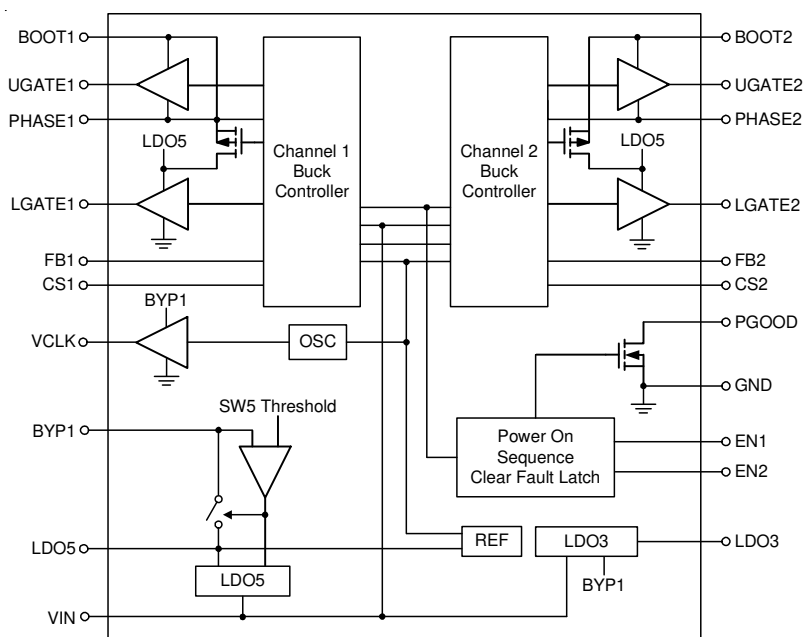 BOOT1
UGATE1
PHASE1
LDO5
LGATE1
FB1
CS1
BYP1
VCLK
OSC
SW5 Threshold
BYP1
LDO5
LDO5
VIN
Channel 1
Buck
Controller
Channel 2
Buck
Controller
BOOT2
UGATE2
PHASE2
LDO5
LGATE2
FB2
CS2
PGOOD
GND
Power On
Sequence
Clear Fault Latch
EN1
EN2
REF
LDO3
LDO3
BYP1